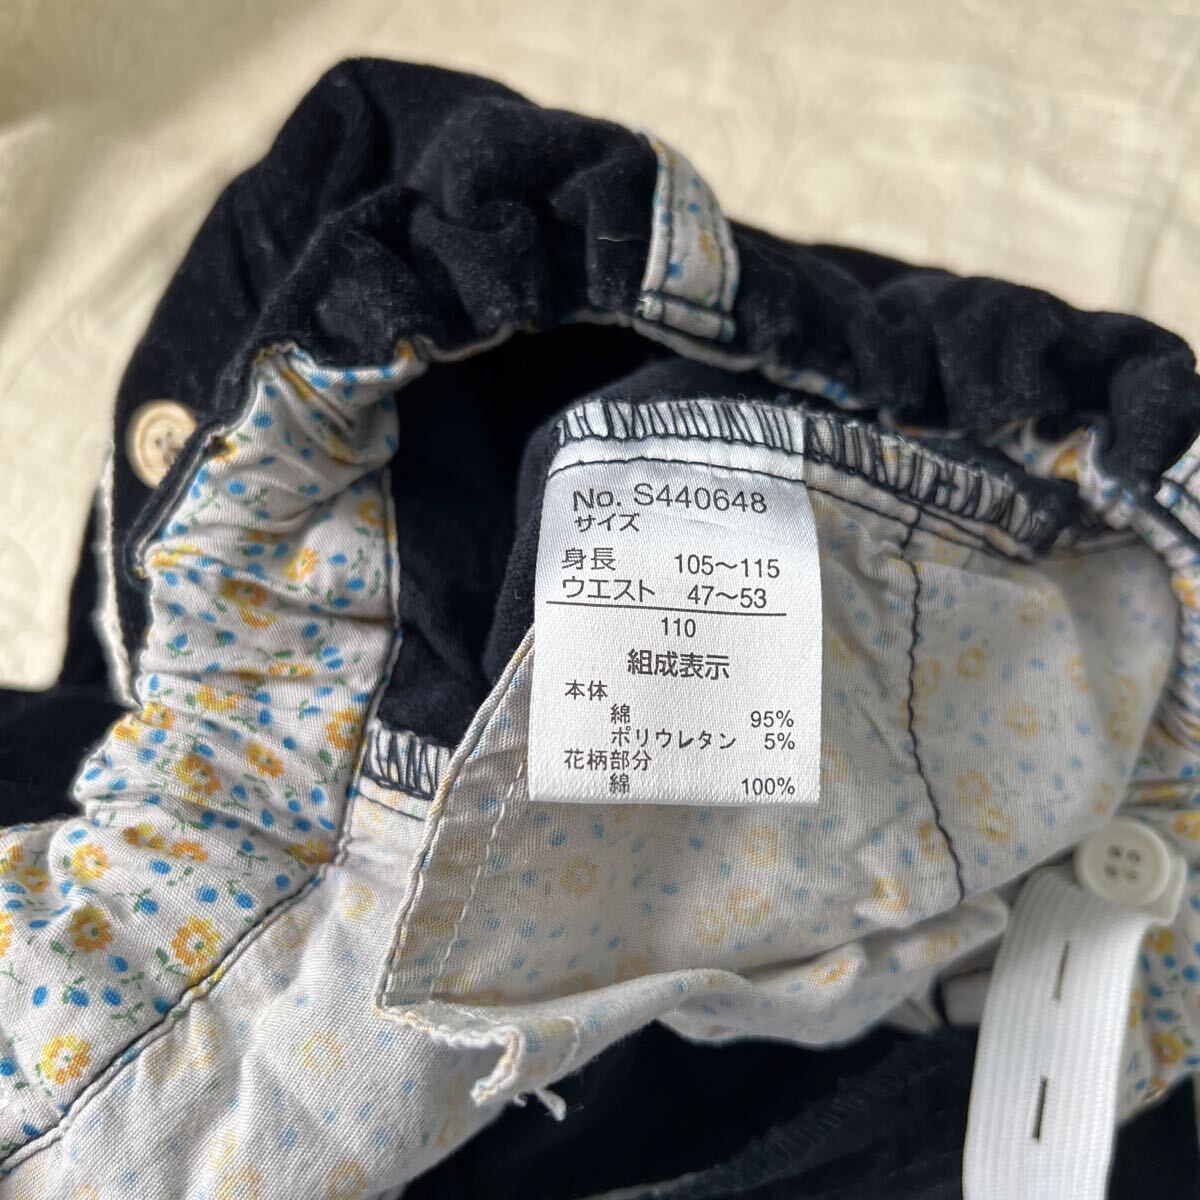 No. S440648
サイズ
身長 105～115
ウエスト 47～53
110
組成表示
本体
綿 95%
ポリウレタン 5%
花柄部分
綿 100%